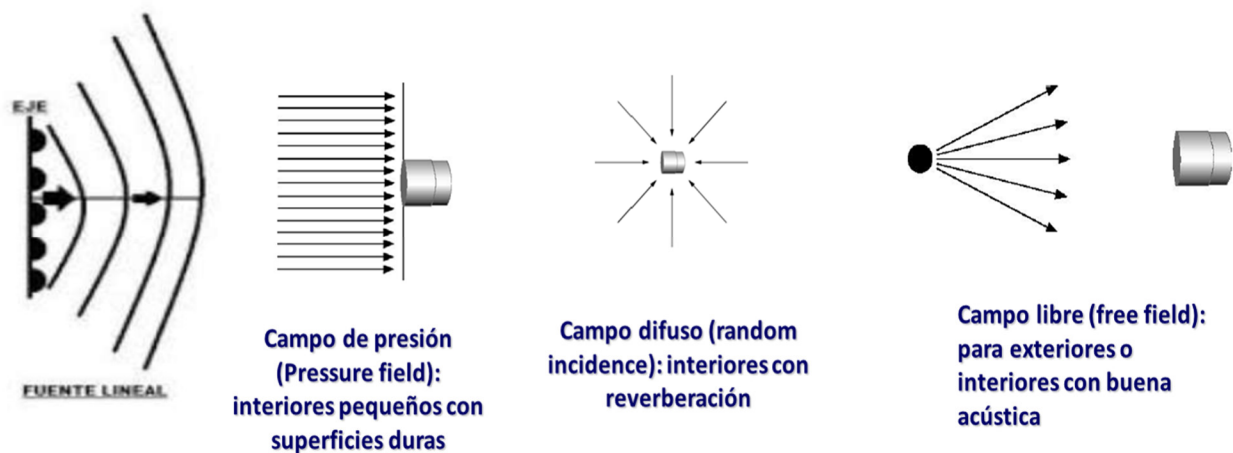 EJE
FUENTE LINEAL
Campo de presión
(Pressure field):
interiores pequeños con
superficies duras
Campo difuso (random
incidence): interiores con
reverberación
Campo libre (free field):
para exteriores o
interiores con buena
acústica